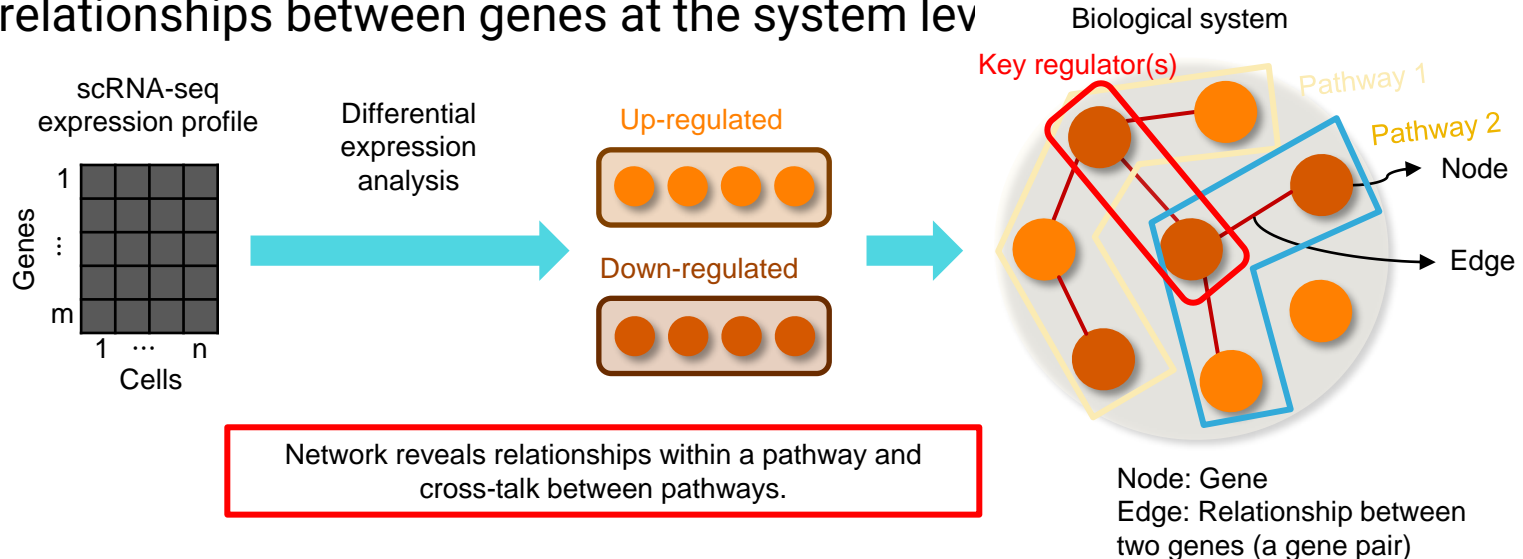 relationships between genes at the system lev
Biological system
Key regulator(s)
Pathway 1
Pathway 2
Node
Edge
scRNA-seq
expression profile
Genes
1
⋮
m
1 ... n
Cells
Differential
expression
analysis
Up-regulated
Down-regulated
Network reveals relationships within a pathway and
cross-talk between pathways.
Node: Gene
Edge: Relationship between
two genes (a gene pair)